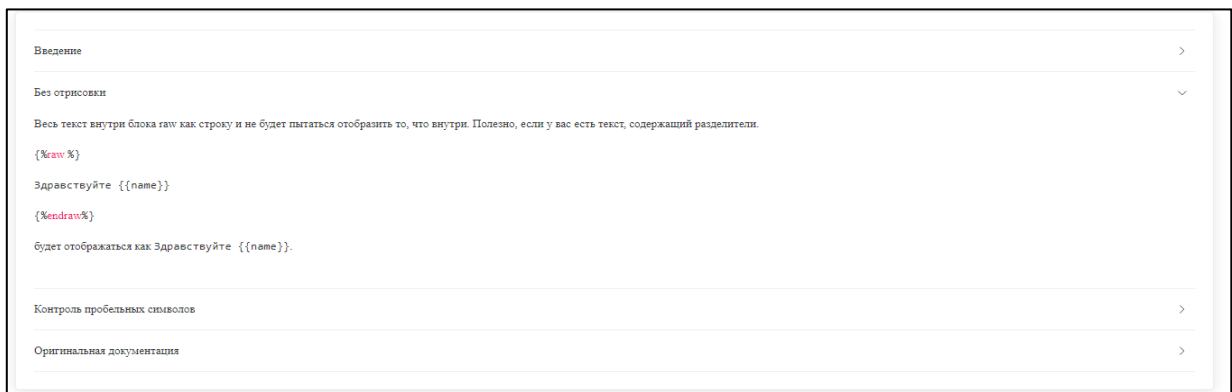 Введение
Без отрисовки
Весь текст внутри блока raw как строку и не будет пытаться отобразить то, что внутри. Полезно, если у вас есть текст, содержащий разделители.
{%raw %}
Здравствуйте {{name}}
{%endraw%}
будет отображаться как Здравствуйте {{name}}.
Контроль пробельных символов
Оригинальная документация